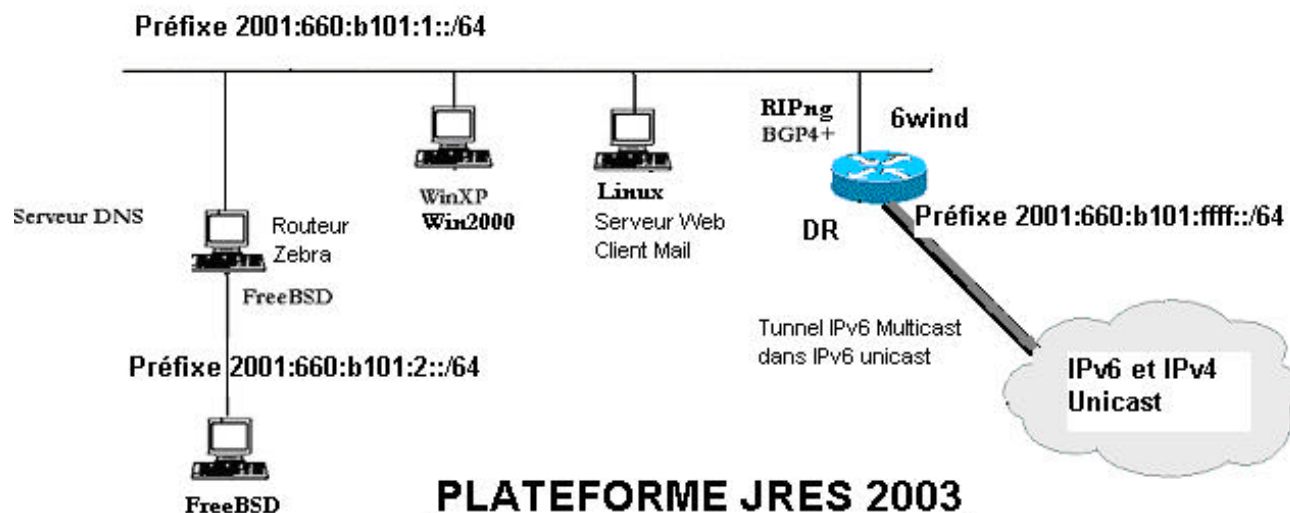 Préfixe 2001:660:b101:1::/64
RIPng
BGP4+
6wind
WinXP
Win2000
Linux
Serveur Web
Client Mail
Serveur DNS
Routeur
Zebra
FreeBSD
DR
Préfixe 2001:660:b101:ffff::/64
Tunnel IPv6 Multicast
dans IPv6 unicast
Préfixe 2001:660:b101:2::/64
IPv6 et IPv4
Unicast
FreeBSD
PLATEFORME JRES 2003